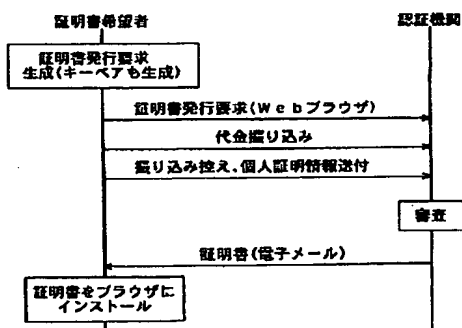 証明書希望者
認証機関
証明書発行要求
生成(キーペアも生成)
証明書発行要求(Webブラウザ)
代金振り込み
振り込み控え、個人証明情報送付
審査
証明書(電子メール)
証明書をブラウザに
インストール